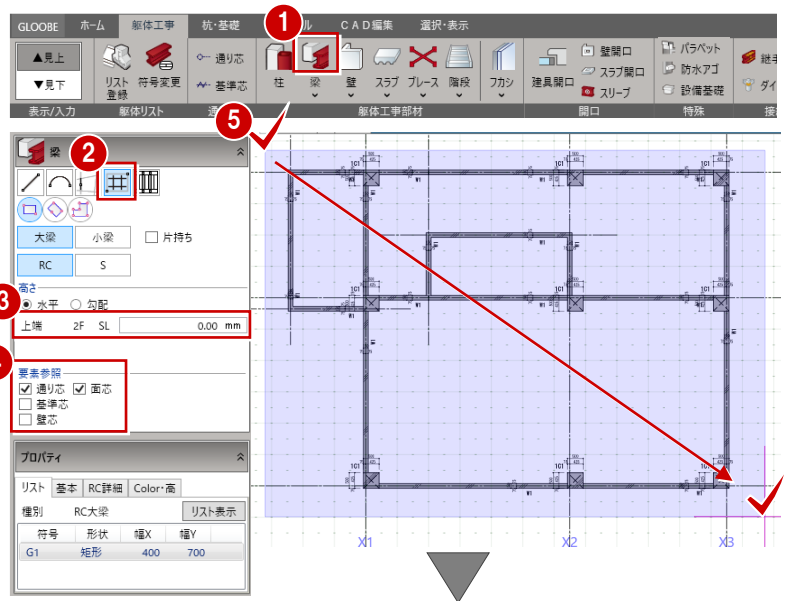 GLOOBE ホーム 躯体工事 杭・基礎 ル CAD編集 選択・表示
1
▲見上
▼見下
リスト登録
符号変更
通り芯
基準芯
柱
梁
壁
スラブ
ブレース
階段
フカシ
建具開口
壁開口
スラブ開口
スリーブ
パラペット
防水アゴ
設備基礎
継手
ダイ
表示/入力 躯体リスト 通 躯体工事部材 開口 特殊 接
5
梁
2
大梁 小梁 片持ち
RC S
高さ
3
水平 勾配
上端 2F SL 0.00 mm
要素参照
通り芯 面芯
基準芯
壁芯
プロパティ
リスト 基本 RC詳細 Color・高
種別 RC大梁 リスト表示
符号 形状 幅X 幅Y
G1 矩形 400 700
1C1 1C1 1C1
1C1 1C1 1C1
1C1 1C1 1C1
X1 X2 X3